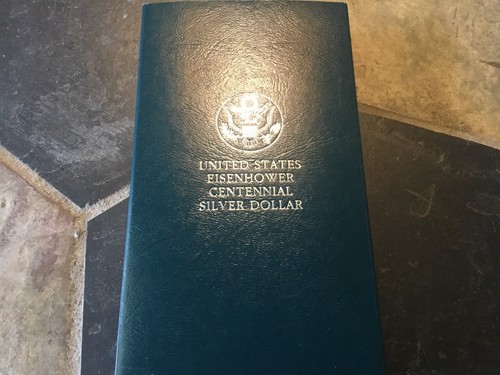 UNITED STATES
EISENHOWER
CENTENNIAL
SILVER DOLLAR